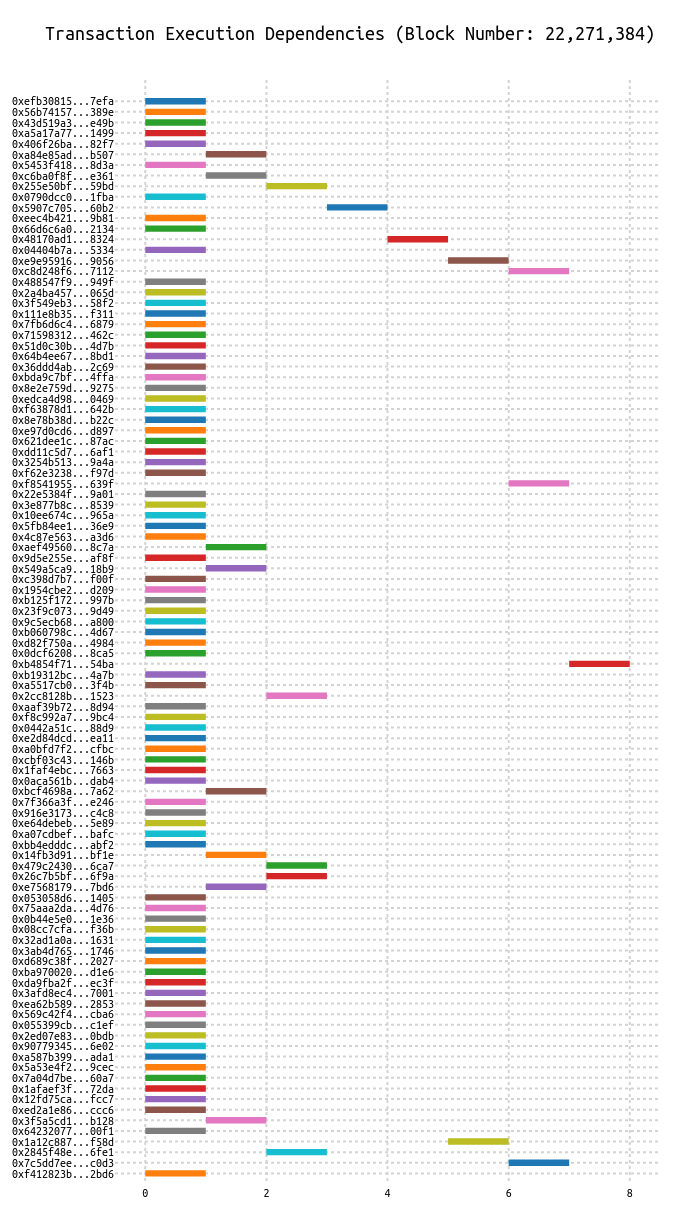 Transaction Execution Dependencies (Block Number: 22,271,384)
0xefb30815...7efa
0x56b74157...389e
0x43d519a3...e49b
0xa5a17a77...1499
0x406f26ba...82f7
0xa84e85ad...b507
0x5453f418...8d3a
0xc6ba0f8f...e361
0x255e50bf...59bd
0x0790dcc0...1fba
0x5907c705...60b2
0xeec4b421...9b81
0x66d6c6a0...2134
0x48170ad1...8324
0x04404b7a...5334
0xe9e95916...9056
0xc8d248f6...7112
0x488547f9...949f
0x2a4ba457...065d
0x3f549eb3...58f2
0x111e8b35...f311
0x7fb6d6c4...6879
0x71598312...462c
0x51d0c30b...4d7b
0x64b4ee67...8bd1
0x36ddd4ab...2c69
0xbda9c7bf...4ffa
0x8e2e759d...9275
0xedca4d98...0469
0xf63878d1...642b
0x8e78b38d...b22c
0xe97d0cd6...d897
0x621dee1c...87ac
0xdd11c5d7...6af1
0x3254b513...9a4a
0xf62e3238...f97d
0xf8541955...639f
0x22e5384f...9a01
0x3e877b8c...8539
0x10ee674c...965a
0x5fb84ee1...36e9
0x4c87e563...a3d6
0xaef49560...8c7a
0x9d5e255e...af8f
0x549a5ca9...18b9
0xc398d7b7...f00f
0x1954cbe2...d209
0xb125f172...997b
0x23f9c073...9d49
0x9c5ecb68...a800
0xb060798c...4d67
0xd82f750a...4984
0x0dcf6208...8ca5
0xb4854f71...54ba
0xb19312bc...4a7b
0xa5517cb0...3f4b
0x2cc8128b...1523
0xaaf39b72...8d94
0xf8c992a7...9bc4
0x0442a51c...88d9
0xe2d84dcd...ea11
0xa0bfd7f2...cfbc
0xcbf03c43...146b
0x1faf4ebc...7663
0x0aca561b...dab4
0xbcf4698a...7a62
0x7f366a3f...e246
0x916e3173...c4c8
0xe64debeb...5e89
0xa07cdbef...bafc
0xbb4edddc...abf2
0x14fb3d91...bf1e
0x479c2430...6ca7
0x26c7b5bf...6f9a
0xe7568179...7bd6
0x053058d6...1405
0x75aaa2da...4d76
0x0b44e5e0...1e36
0x08cc7cfa...f36b
0x32ad1a0a...1631
0x3ab4d765...1746
0xd689c38f...2027
0xba970020...d1e6
0xda9fba2f...ec3f
0x3afd8ec4...7001
0xea62b589...2853
0x569c42f4...cba6
0x055399cb...c1ef
0x2ed07e83...0bdb
0x90779345...6e02
0xa587b399...ada1
0x5a53e4f2...9cec
0x7a04d7be...60a7
0x1afaef3f...72da
0x12fd75ca...fcc7
0xed2a1e86...ccc6
0x3f5a5cd1...b128
0x64232077...00f1
0x1a12c887...f58d
0x2845f48e...6fe1
0x7c5dd7ee...c0d3
0xf412823b...2bd6
0 2 4 6 8